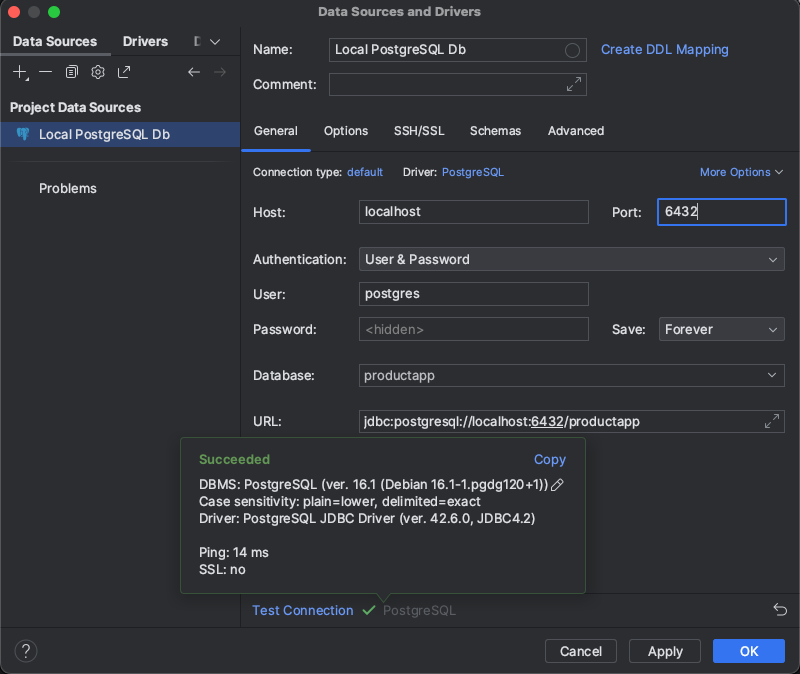 Data Sources and Drivers
Data Sources Drivers D
Project Data Sources
Local PostgreSQL Db
Problems
Name: Local PostgreSQL Db Create DDL Mapping
Comment:
General Options SSH/SSL Schemas Advanced
Connection type: default Driver: PostgreSQL More Options
Host: localhost Port: 6432
Authentication: User & Password
User: postgres
Password: <hidden> Save: Forever
Database: productapp
URL: jdbc:postgresql://localhost:6432/productapp
Succeeded Copy
DBMS: PostgreSQL (ver. 16.1 (Debian 16.1-1.pgdg120+1))
Case sensitivity: plain=lower, delimited=exact
Driver: PostgreSQL JDBC Driver (ver. 42.6.0, JDBC4.2)
Ping: 14 ms
SSL: no
Test Connection PostgreSQL
? Cancel Apply OK